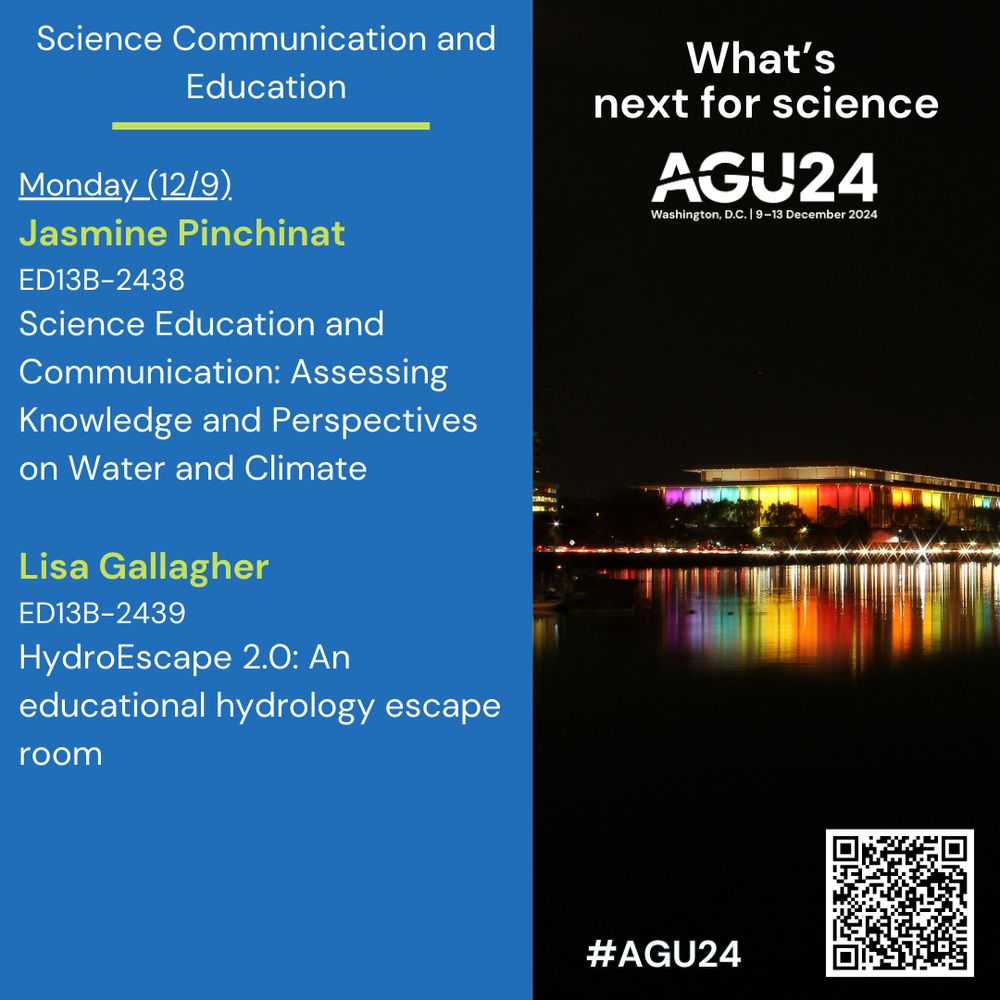 Science Communication and
Education
Monday (12/9)
Jasmine Pinchinat
ED13B-2438
Science Education and
Communication: Assessing
Knowledge and Perspectives
on Water and Climate
Lisa Gallagher
ED13B-2439
HydroEscape 2.0: An
educational hydrology escape
room
What’s
next for science
AGU24
Washington, D.C. | 9–13 December 2024
#AGU24